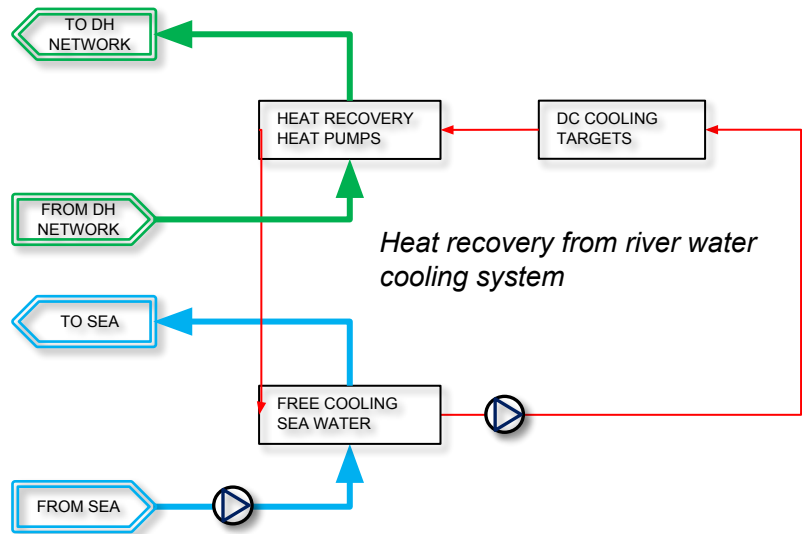 TO DH
NETWORK
HEAT RECOVERY
HEAT PUMPS
DC COOLING
TARGETS
FROM DH
NETWORK
Heat recovery from river water
cooling system
TO SEA
FREE COOLING
SEA WATER
FROM SEA